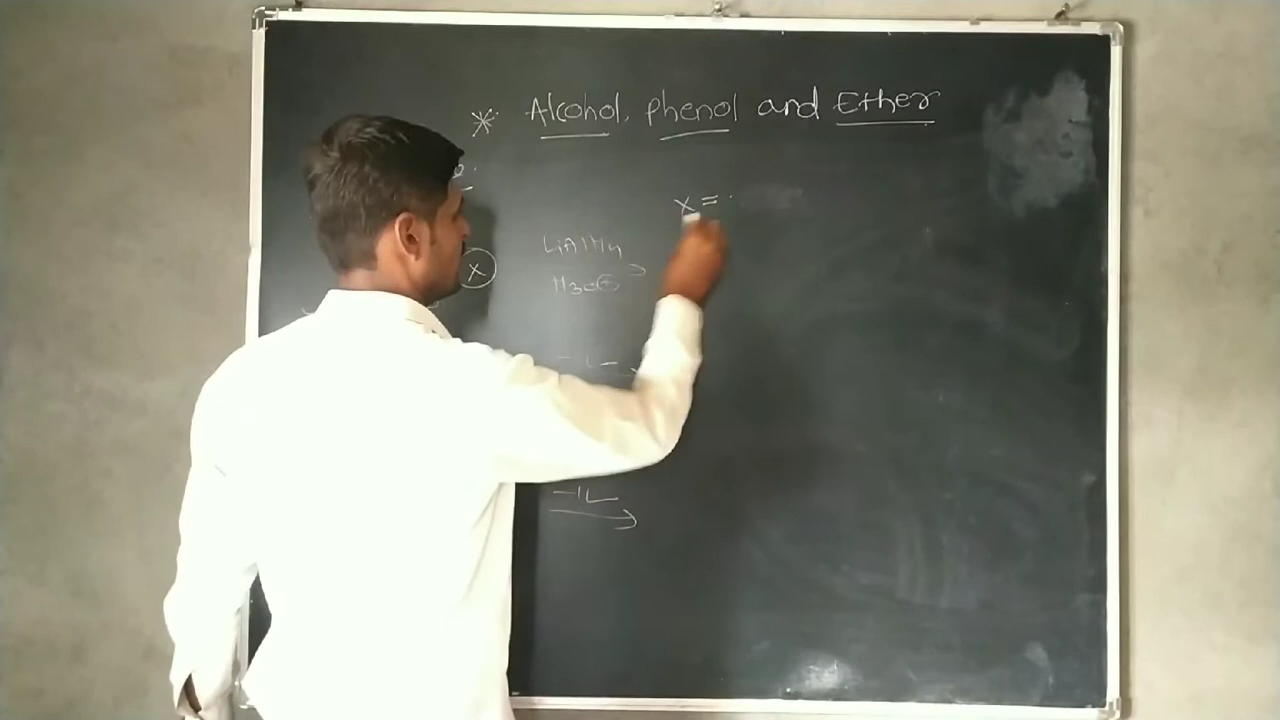 * Alcohol, phenol and Ether
x =
LiAlH4
X
H3O⊕